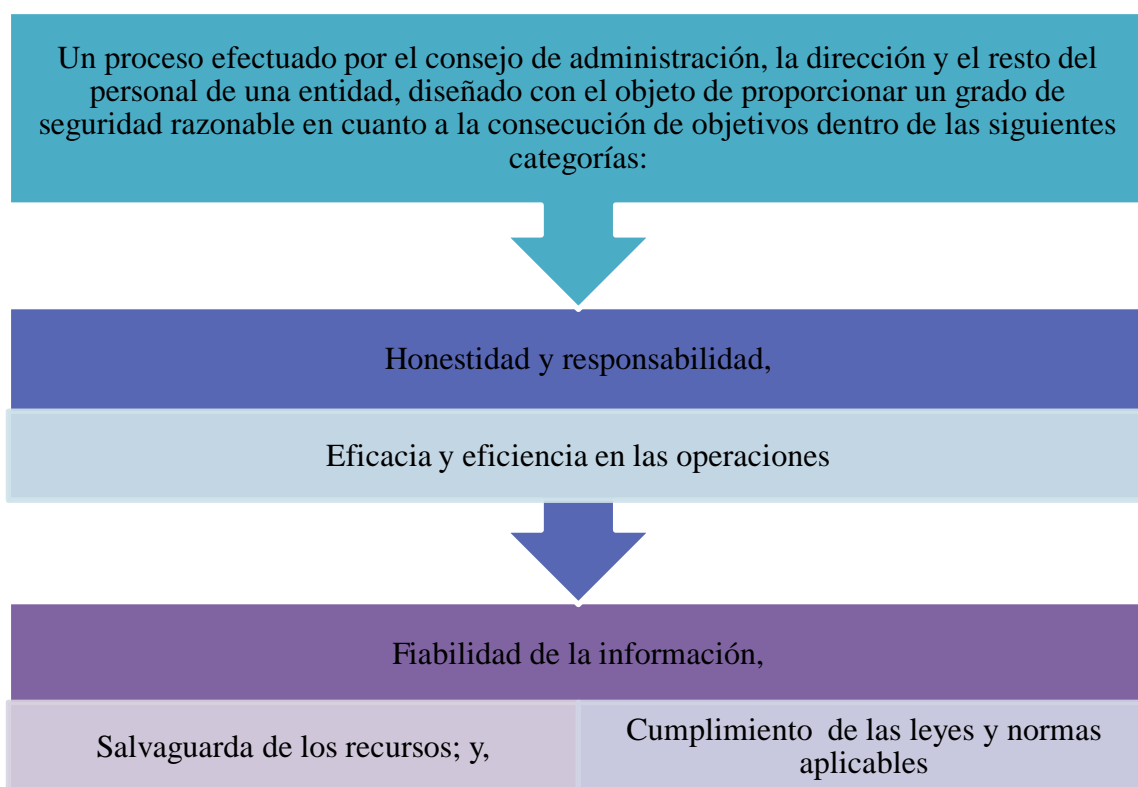 Un proceso efectuado por el consejo de administración, la dirección y el resto del
personal de una entidad, diseñado con el objeto de proporcionar un grado de
seguridad razonable en cuanto a la consecución de objetivos dentro de las siguientes
categorías:
Honestidad y responsabilidad,
Eficacia y eficiencia en las operaciones
Fiabilidad de la información,
Salvaguarda de los recursos; y,
Cumplimiento de las leyes y normas
aplicables